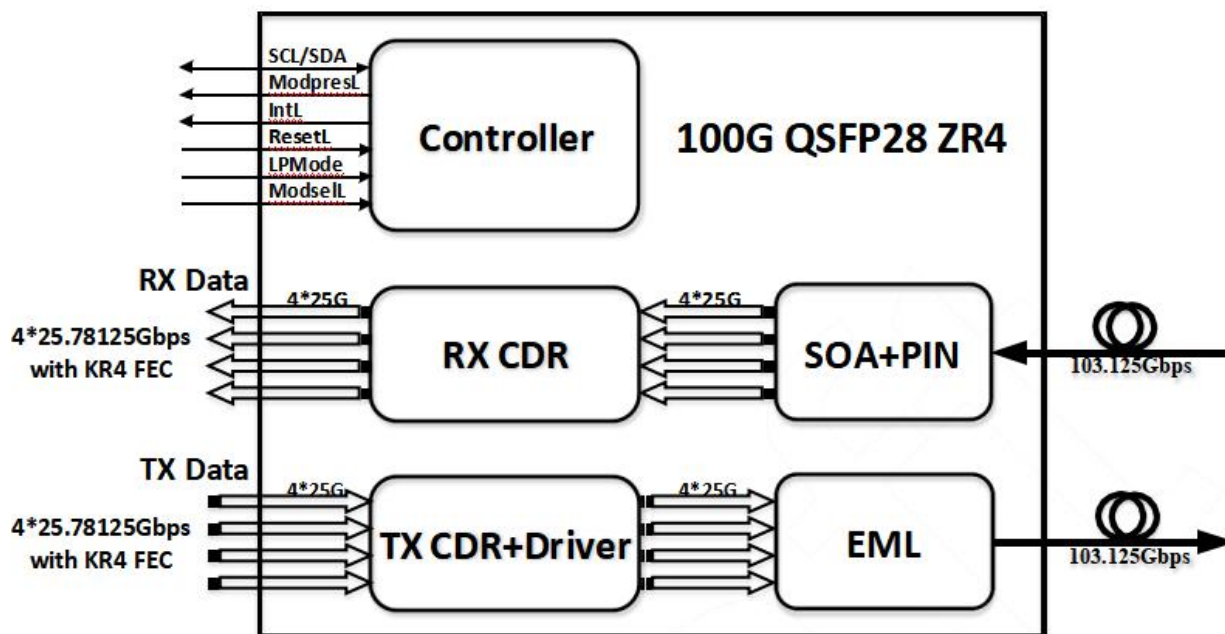 SCL/SDA
ModpresL
IntL
ResetL
LPMode
ModselL
Controller
100G QSFP28 ZR4
RX Data
4*25G
4*25G
4*25.78125Gbps
with KR4 FEC
RX CDR
SOA+PIN
103.125Gbps
TX Data
4*25G
4*25G
4*25.78125Gbps
with KR4 FEC
TX CDR+Driver
EML
103.125Gbps